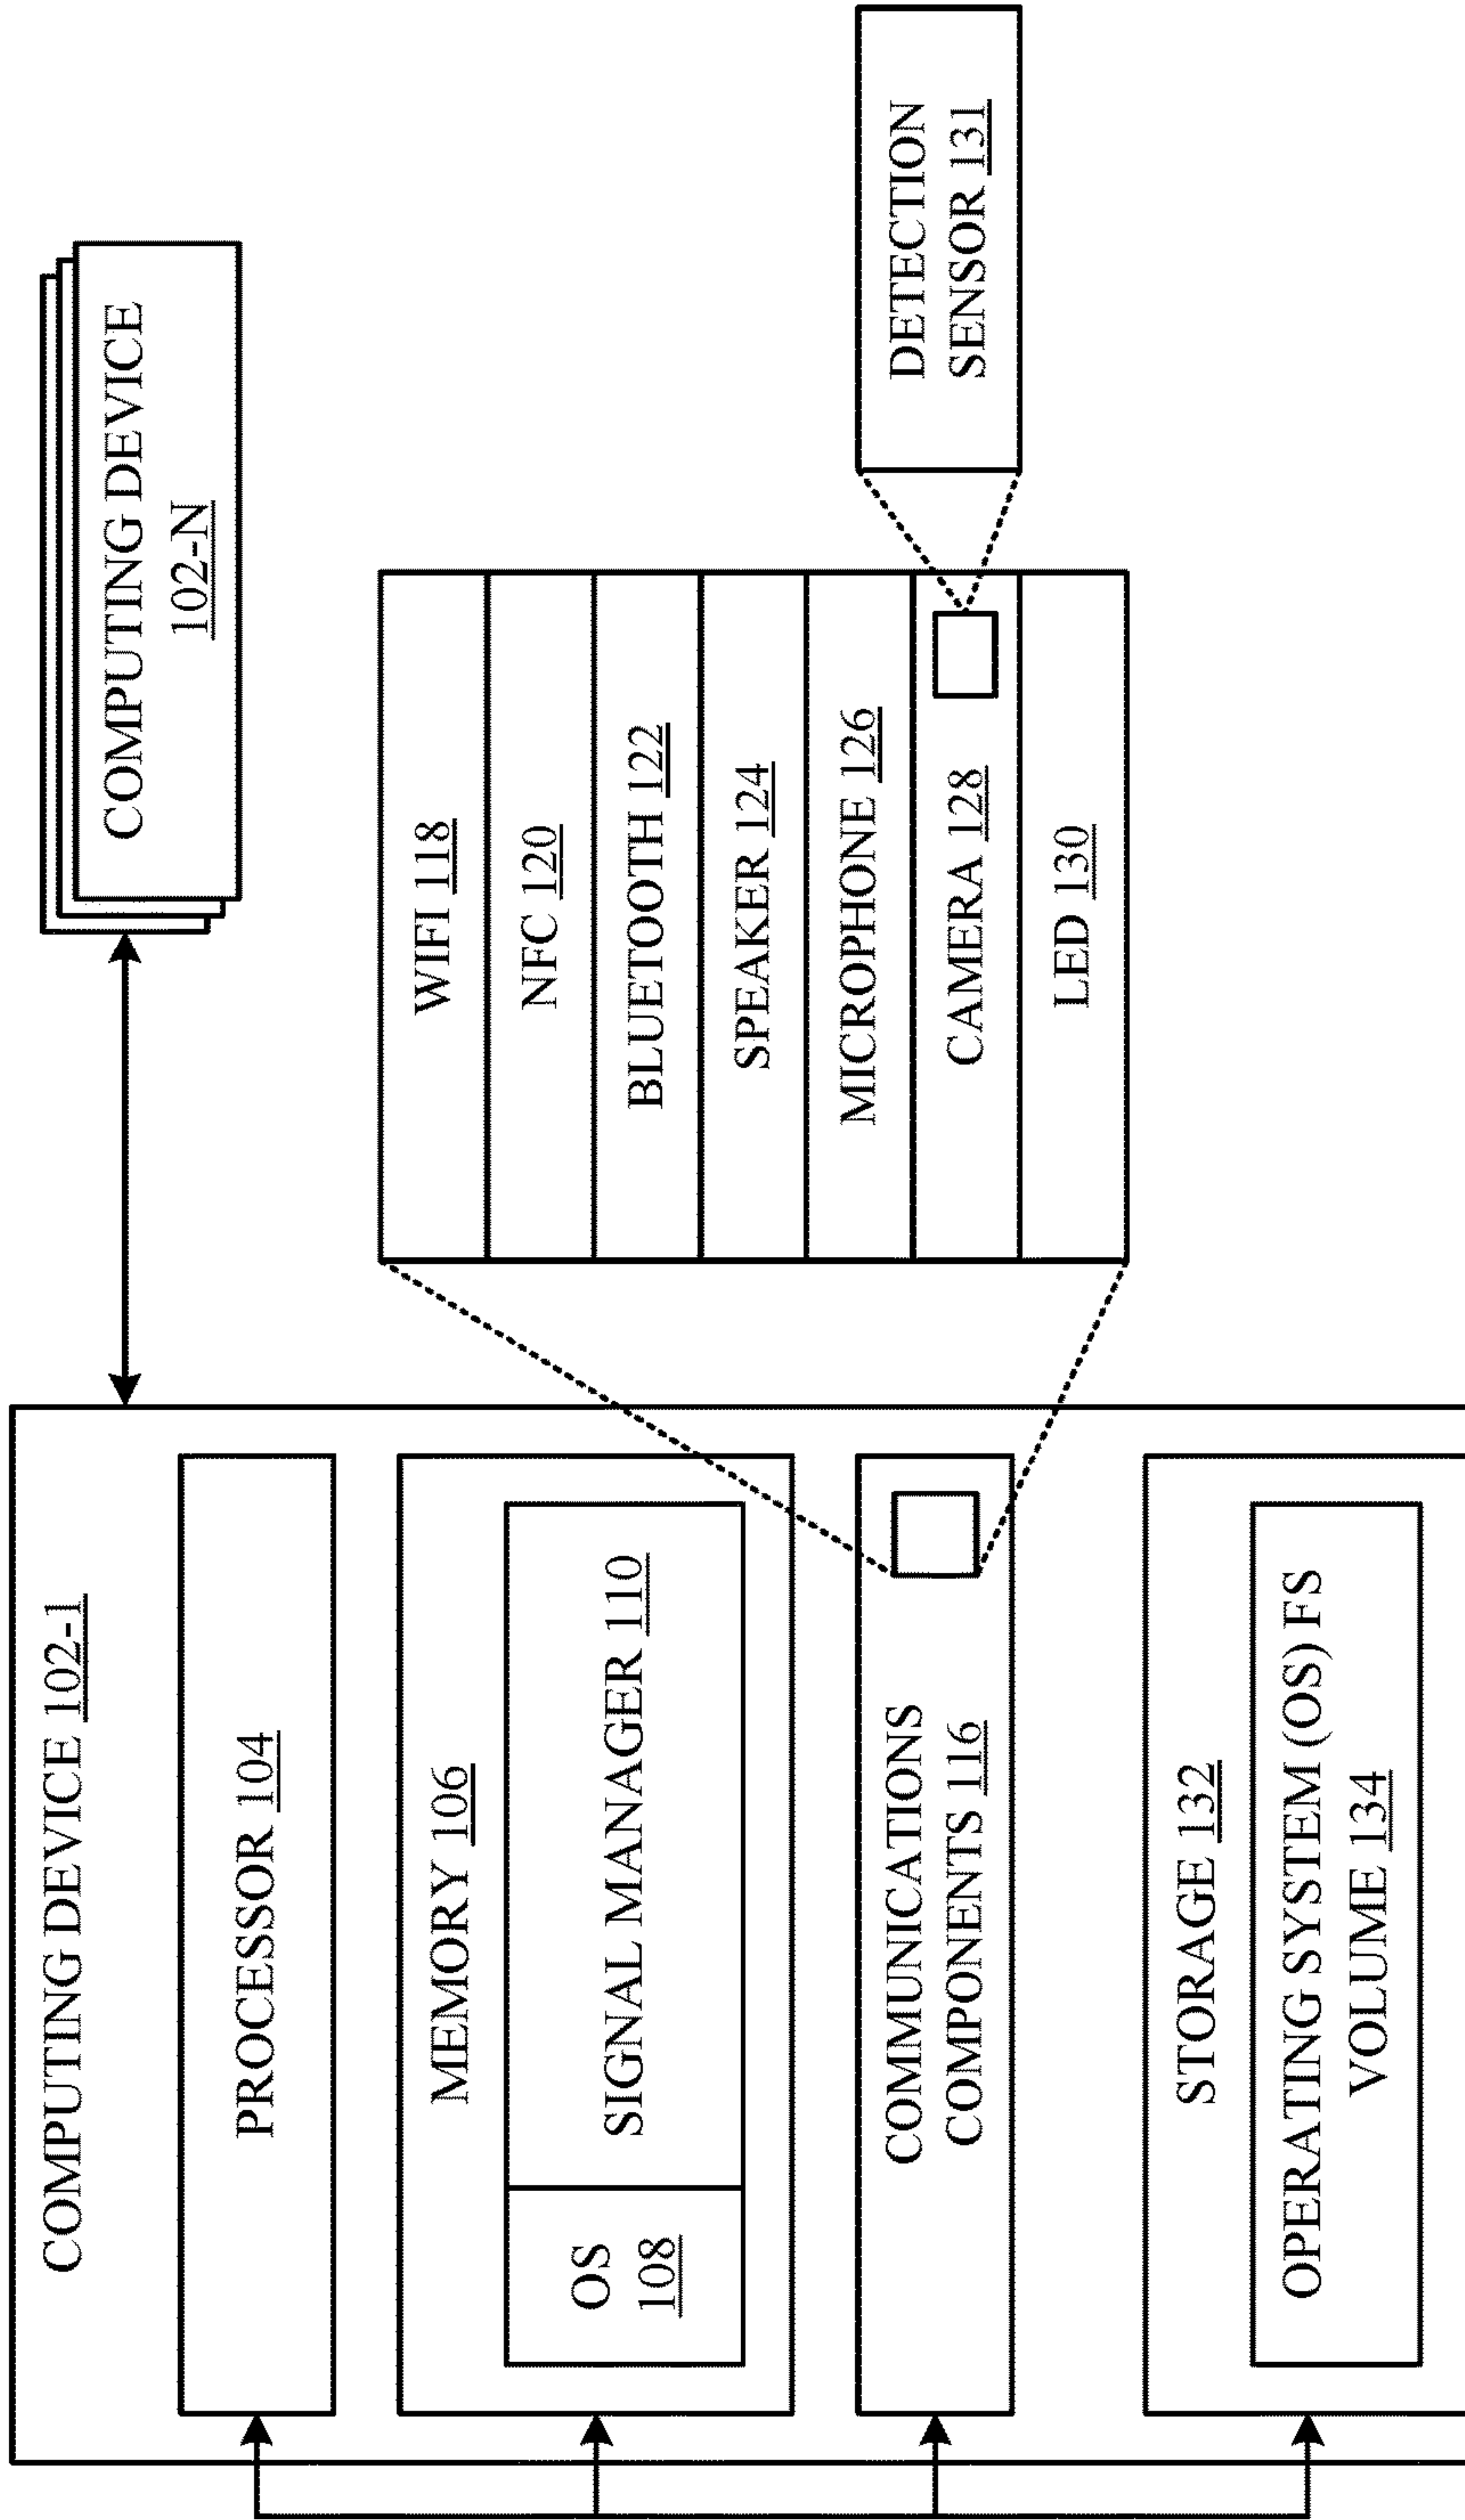 COMPUTING DEVICE 102-1
PROCESSOR 104
MEMORY 106
OS
108
SIGNAL MANAGER 110
COMMUNICATIONS
COMPONENTS 116
STORAGE 132
OPERATING SYSTEM (OS) FS
VOLUME 134
COMPUTING DEVICE
102-N
WIFI 118
NFC 120
BLUETOOTH 122
SPEAKER 124
MICROPHONE 126
CAMERA 128
LED 130
DETECTION
SENSOR 131